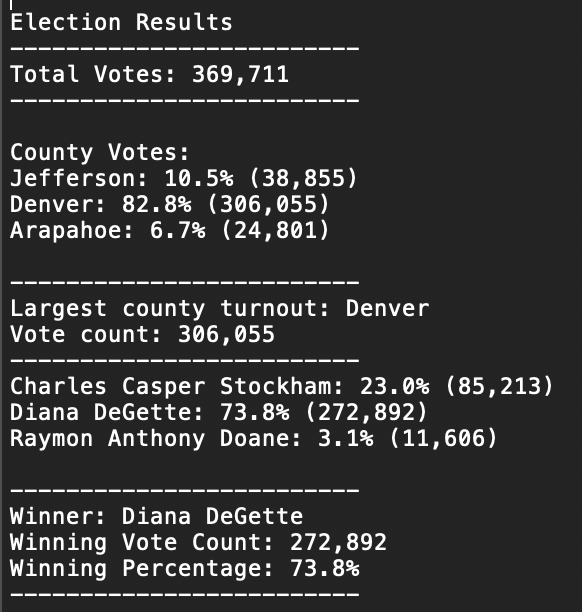 Election Results
-------------------------
Total Votes: 369,711
-------------------------
County Votes:
Jefferson: 10.5% (38,855)
Denver: 82.8% (306,055)
Arapahoe: 6.7% (24,801)
-------------------------
Largest county turnout: Denver
Vote count: 306,055
-------------------------
Charles Casper Stockham: 23.0% (85,213)
Diana DeGette: 73.8% (272,892)
Raymon Anthony Doane: 3.1% (11,606)
-------------------------
Winner: Diana DeGette
Winning Vote Count: 272,892
Winning Percentage: 73.8%
-------------------------